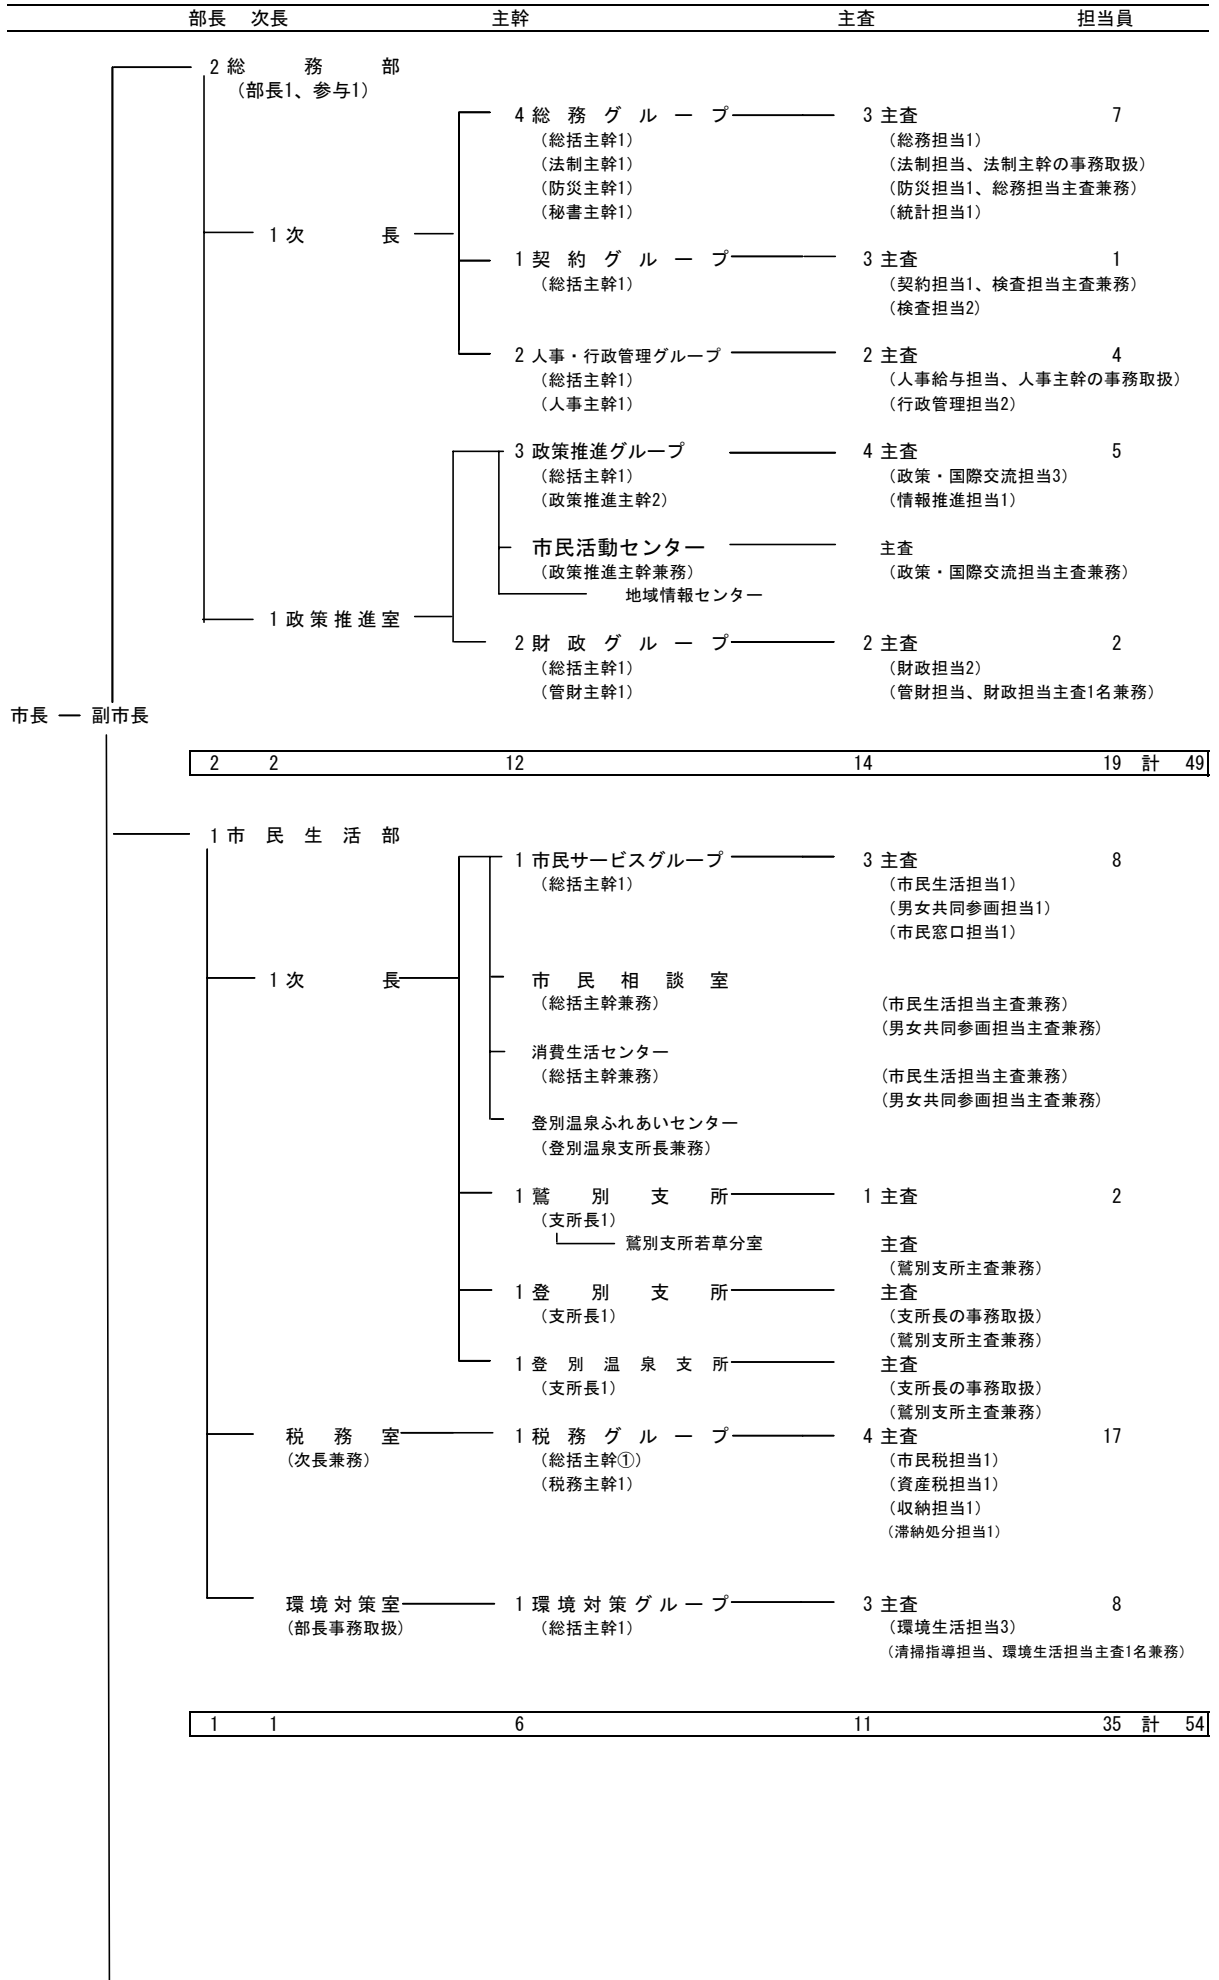 部長 次長 主幹 主査 担当員
2 総務部
（部長1、参与1）
4 総務グループ 3 主査 7
（総括主幹1） （総務担当1）
（法制主幹1） （法制担当、法制主幹の事務取扱）
（防災主幹1） （防災担当1、総務担当主査兼務）
（秘書主幹1） （統計担当1）
1 次長
1 契約グループ 3 主査 1
（総括主幹1） （契約担当1、検査担当主査兼務）
（検査担当2）
2 人事・行政管理グループ 2 主査 4
（総括主幹1） （人事給与担当、人事主幹の事務取扱）
（人事主幹1） （行政管理担当2）
3 政策推進グループ 4 主査 5
（総括主幹1） （政策・国際交流担当3）
（政策推進主幹2） （情報推進担当1）
市民活動センター 主査
（政策推進主幹兼務） （政策・国際交流担当主査兼務）
地域情報センター
1 政策推進室
2 財政グループ 2 主査 2
（総括主幹1） （財政担当2）
（管財主幹1） （管財担当、財政担当主査1名兼務）
市長 ― 副市長
2 2 12 14 19 計 49
1 市民生活部
1 市民サービスグループ 3 主査 8
（総括主幹1） （市民生活担当1）
（男女共同参画担当1）
（市民窓口担当1）
1 次長 市民相談室
（総括主幹兼務） （市民生活担当主査兼務）
（男女共同参画担当主査兼務）
消費生活センター
（総括主幹兼務） （市民生活担当主査兼務）
（男女共同参画担当主査兼務）
登別温泉ふれあいセンター
（登別温泉支所長兼務）
1 鷲別支所 1 主査 2
（支所長1）
鷲別支所若草分室 主査
（鷲別支所主査兼務）
1 登別支所 主査
（支所長1） （支所長の事務取扱）
（鷲別支所主査兼務）
1 登別温泉支所 主査
（支所長1） （支所長の事務取扱）
（鷲別支所主査兼務）
税務室 1 税務グループ 4 主査 17
（次長兼務） （総括主幹①） （市民税担当1）
（税務主幹1） （資産税担当1）
（収納担当1）
（滞納処分担当1）
環境対策室 1 環境対策グループ 3 主査 8
（部長事務取扱） （総括主幹1） （環境生活担当3）
（清掃指導担当、環境生活担当主査1名兼務）
1 1 6 11 35 計 54